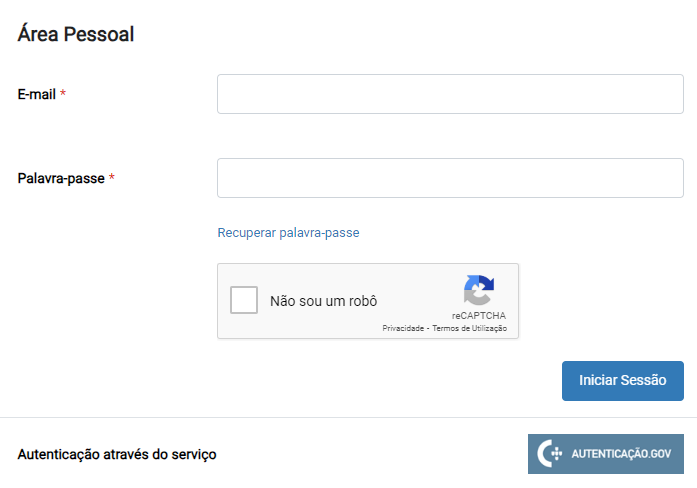 Área Pessoal
E-mail *
Palavra-passe *
Recuperar palavra-passe
Não sou um robô
reCAPTCHA
Privacidade - Termos de Utilização
Iniciar Sessão
Autenticação através do serviço
AUTENTICAÇÃO.GOV